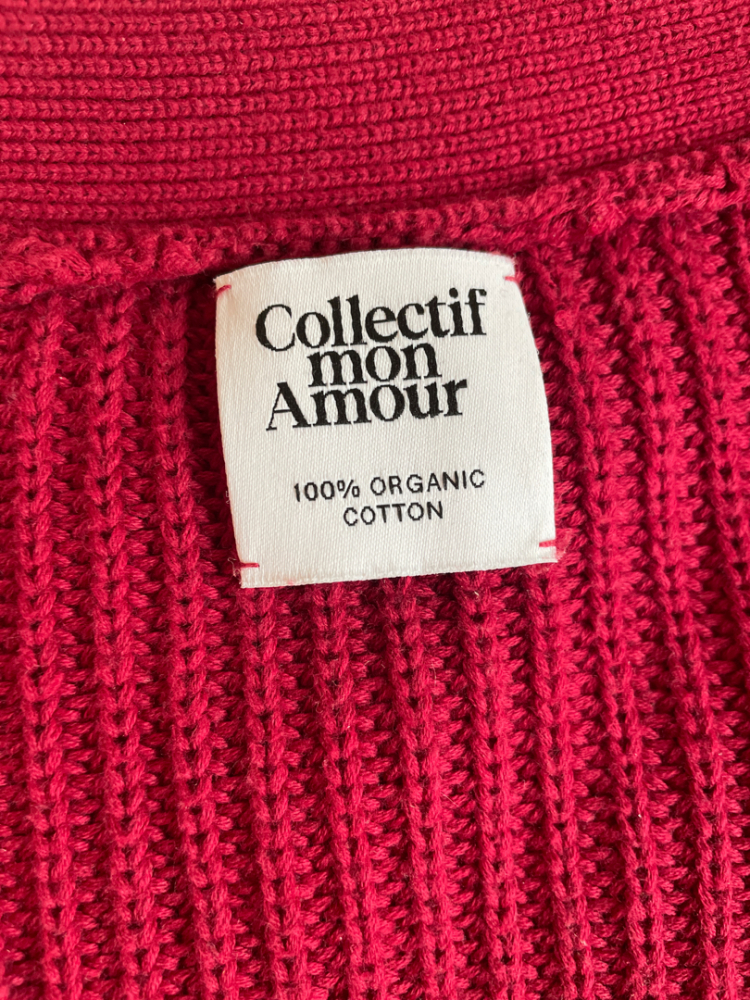 Collectif
mon
Amour
100% ORGANIC
COTTON